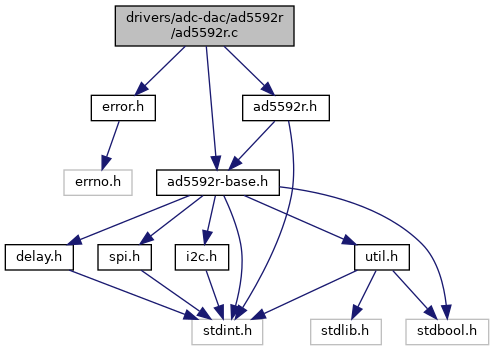 drivers/adc-dac/ad5592r
/ad5592r.c
error.h
ad5592r.h
errno.h
ad5592r-base.h
delay.h
spi.h
i2c.h
util.h
stdint.h
stdlib.h
stdbool.h